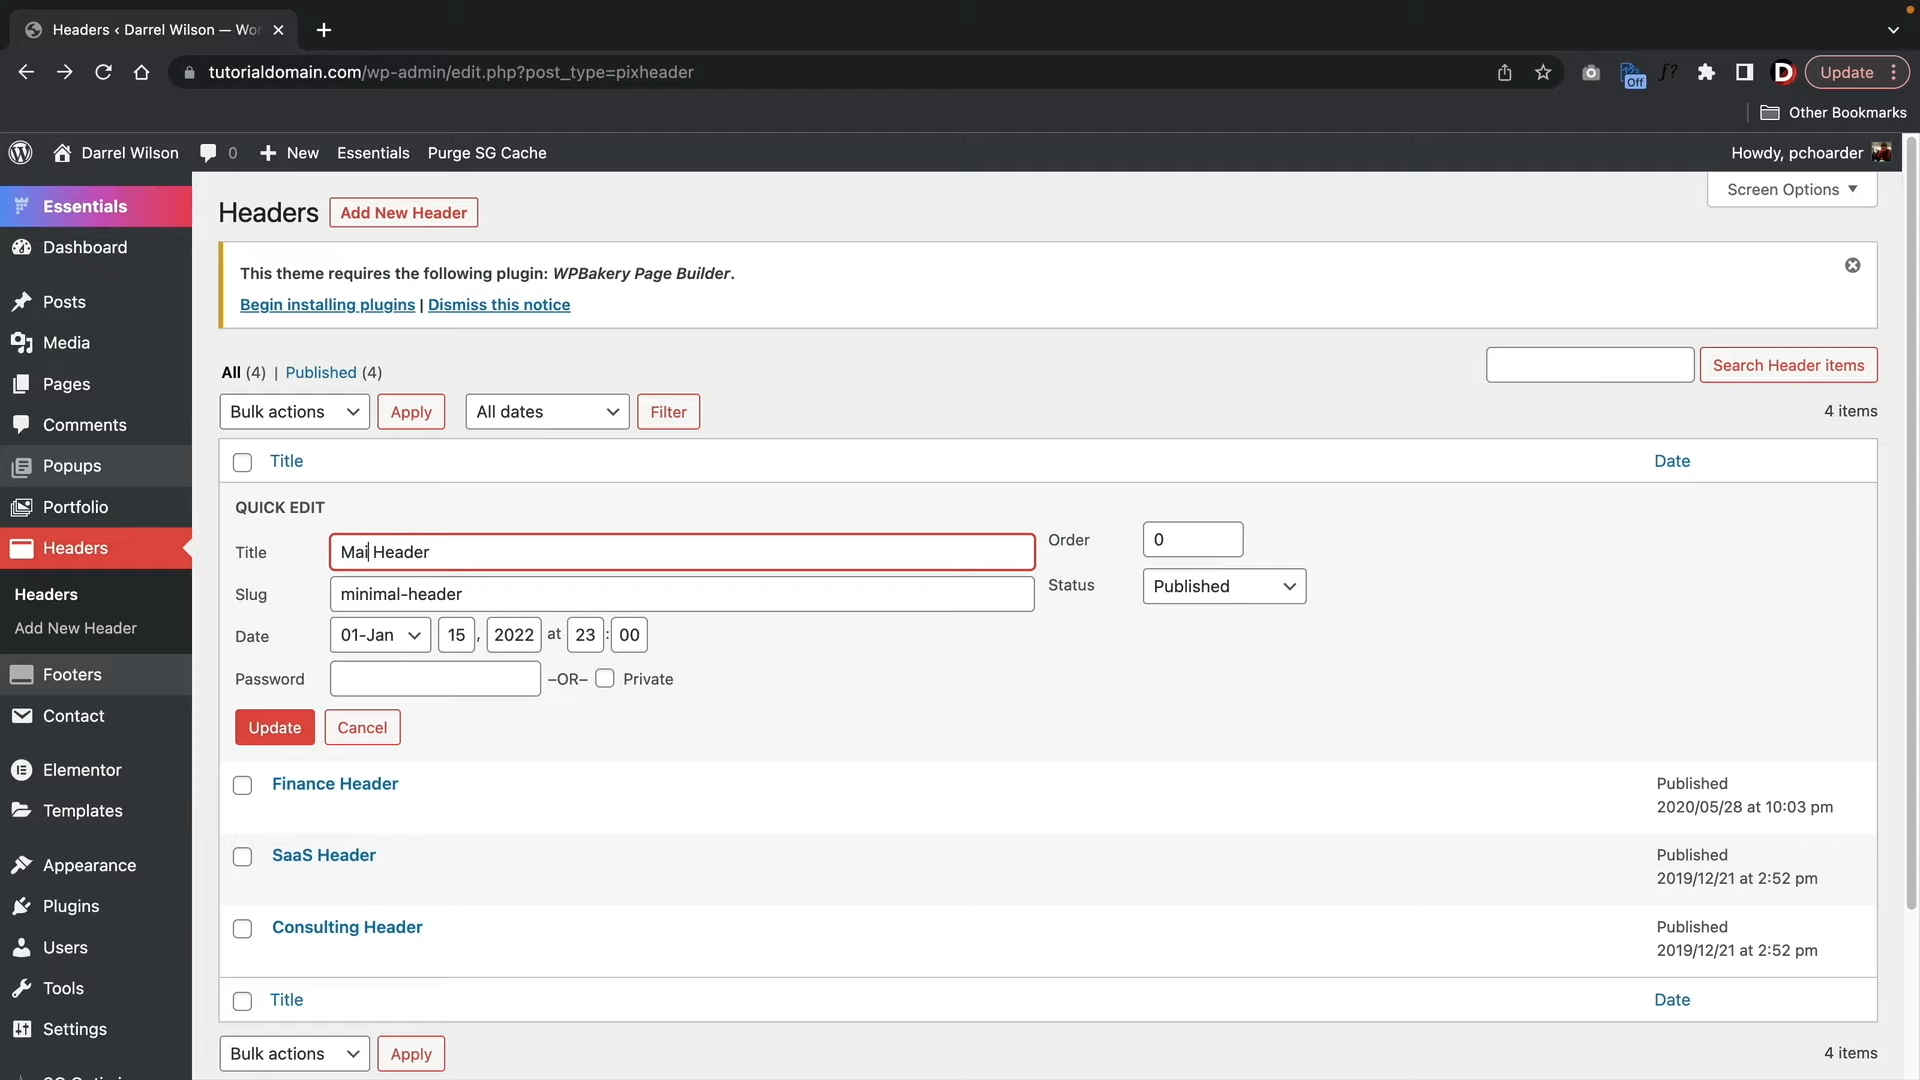 Headers ‹ Darrel Wilson — Wor
tutorialdomain.com/wp-admin/edit.php?post_type=pixheader
Off
f?
D
Update
Other Bookmarks
Darrel Wilson
0
New
Essentials
Purge SG Cache
Howdy, pchoarder
Essentials
Dashboard
Posts
Media
Pages
Comments
Popups
Portfolio
Headers
Headers
Add New Header
Footers
Contact
Elementor
Templates
Appearance
Plugins
Users
Tools
Settings
Headers
Add New Header
Screen Options
This theme requires the following plugin: WPBakery Page Builder.
Begin installing plugins | Dismiss this notice
All (4) | Published (4)
Search Header items
Bulk actions
Apply
All dates
Filter
4 items
Title
Date
QUICK EDIT
Title
Mai Header
Order
0
Slug
minimal-header
Status
Published
Date
01-Jan
15 , 2022 at 23 : 00
Password
–OR–
Private
Update
Cancel
Finance Header
Published
2020/05/28 at 10:03 pm
SaaS Header
Published
2019/12/21 at 2:52 pm
Consulting Header
Published
2019/12/21 at 2:52 pm
Title
Date
Bulk actions
Apply
4 items